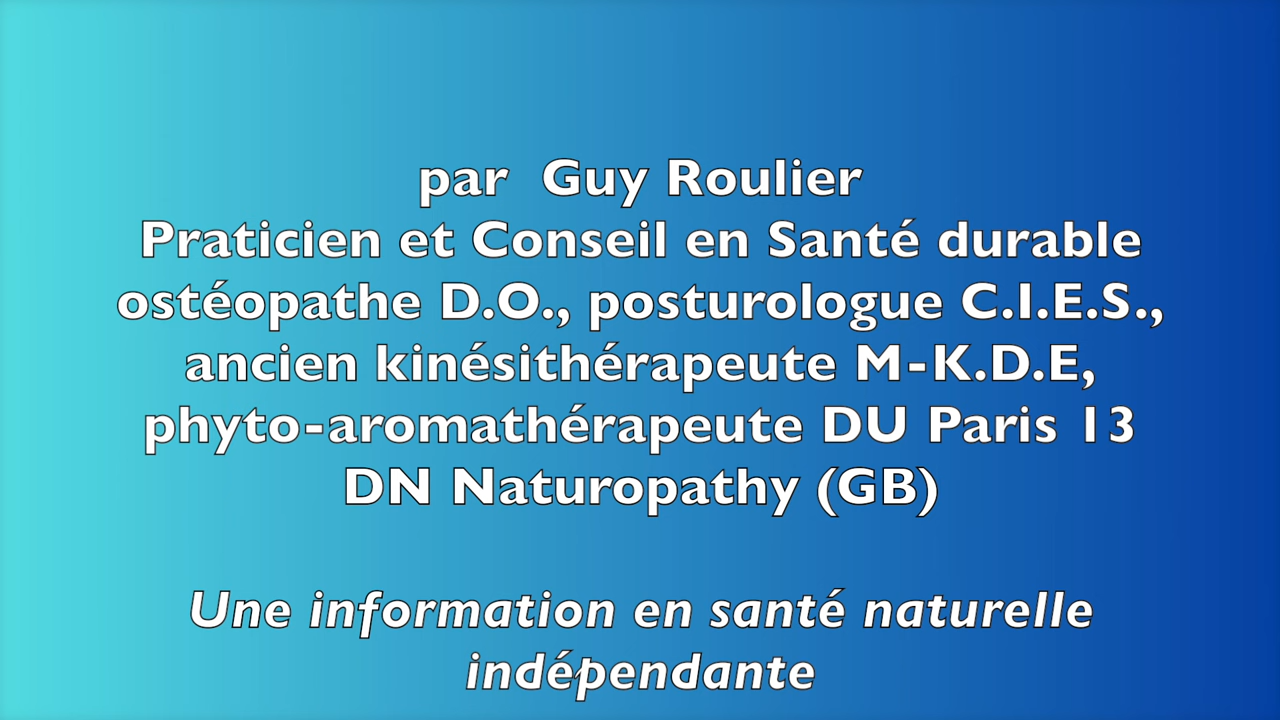 par  Guy Roulier
Praticien et Conseil en Santé durable
ostéopathe D.O., posturologue C.I.E.S.,
ancien kinésithérapeute M-K.D.E,
phyto-aromathérapeute DU Paris 13
DN Naturopathy (GB)
Une information en santé naturelle
indépendante